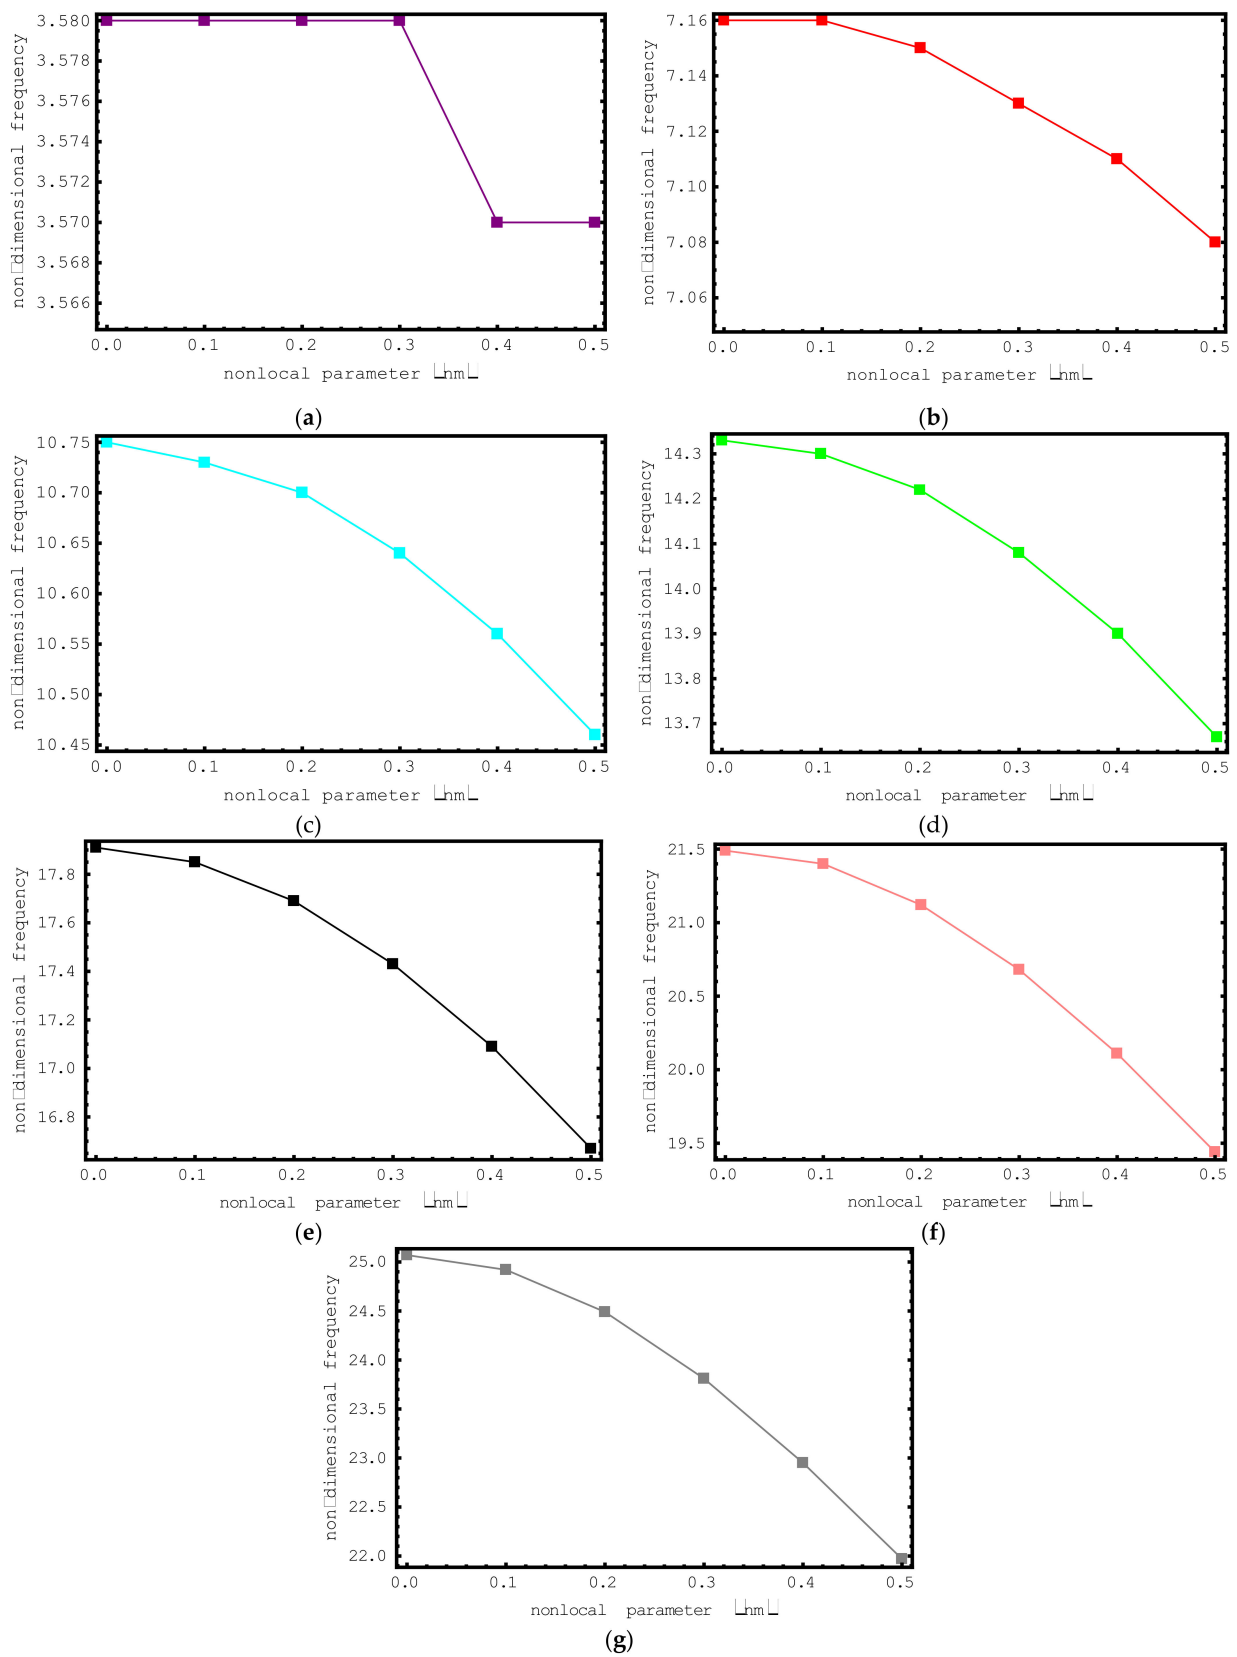 3.580
3.578
3.576
3.574
3.572
3.570
3.568
3.566
non□dimensional frequency
0.0 0.1 0.2 0.3 0.4 0.5
nonlocal parameter nm
(a)
7.16
7.14
7.12
7.10
7.08
7.06
non□dimensional frequency
0.0 0.1 0.2 0.3 0.4 0.5
nonlocal parameter nm
(b)
10.75
10.70
10.65
10.60
10.55
10.50
10.45
non□dimensional frequency
0.0 0.1 0.2 0.3 0.4 0.5
nonlocal parameter nm
(c)
14.3
14.2
14.1
14.0
13.9
13.8
13.7
non□dimensional frequency
0.0 0.1 0.2 0.3 0.4 0.5
nonlocal parameter nm
(d)
17.8
17.6
17.4
17.2
17.0
16.8
non□dimensional frequency
0.0 0.1 0.2 0.3 0.4 0.5
nonlocal parameter nm
(e)
21.5
21.0
20.5
20.0
19.5
non□dimensional frequency
0.0 0.1 0.2 0.3 0.4 0.5
nonlocal parameter nm
(f)
25.0
24.5
24.0
23.5
23.0
22.5
22.0
non□dimensional frequency
0.0 0.1 0.2 0.3 0.4 0.5
nonlocal parameter nm
(g)